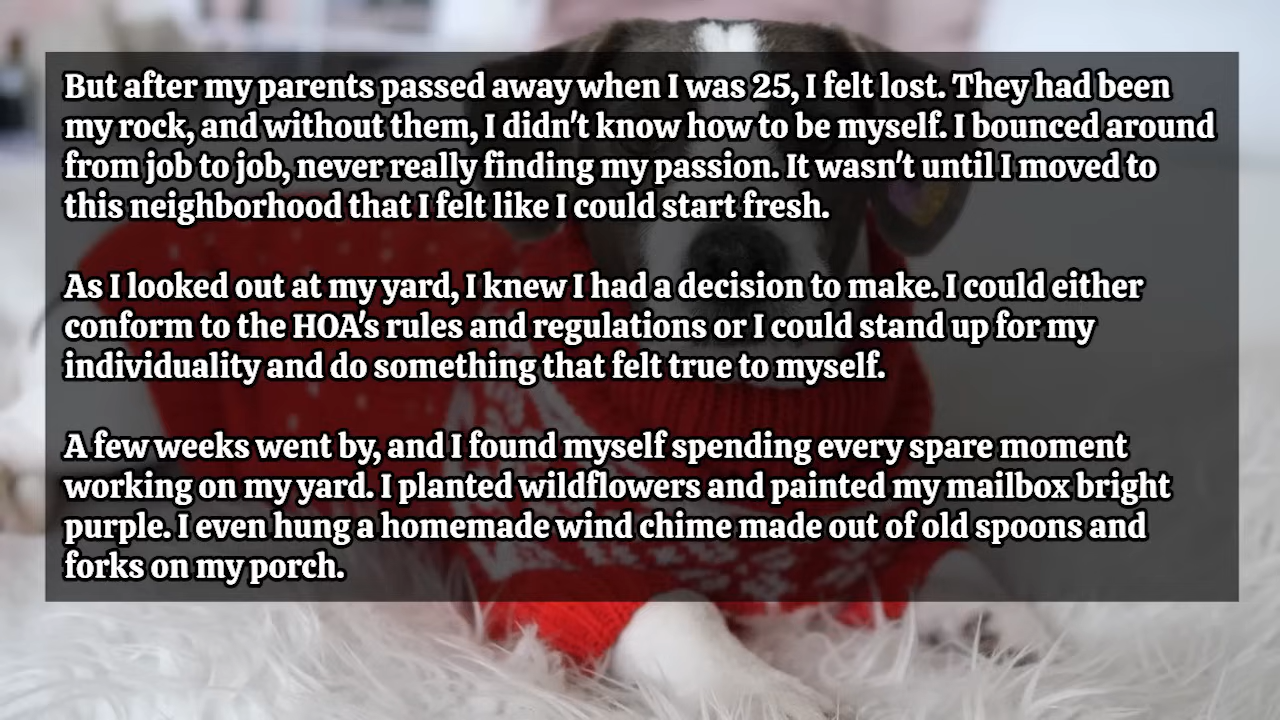 But after my parents passed away when I was 25, I felt lost. They had been
my rock, and without them, I didn't know how to be myself. I bounced around
from job to job, never really finding my passion. It wasn't until I moved to
this neighborhood that I felt like I could start fresh.
As I looked out at my yard, I knew I had a decision to make. I could either
conform to the HOA's rules and regulations or I could stand up for my
individuality and do something that felt true to myself.
A few weeks went by, and I found myself spending every spare moment
working on my yard. I planted wildflowers and painted my mailbox bright
purple. I even hung a homemade wind chime made out of old spoons and
forks on my porch.